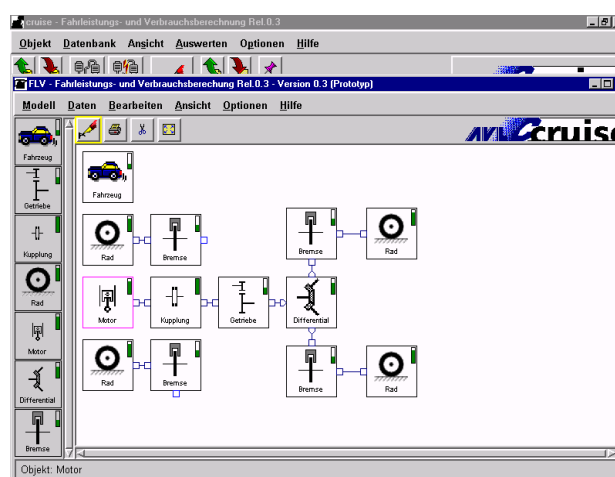 cruise - Fahrleistungs- und Verbrauchsberechnung Rel.0.3
Objekt Datenbank Ansicht Auswerten Optionen Hilfe
FLV - Fahrleistungs- und Verbrauchsberechung Rel.0.3 - Version 0.3 (Prototyp)
Modell Daten Bearbeiten Ansicht Optionen Hilfe
AVL cruise
Fahrzeug
Getriebe
Kupplung
Rad
Motor
Differential
Bremse
Fahrzeug
Rad Bremse Bremse Rad
Motor Kupplung Getriebe Differential
Rad Bremse Bremse Rad
Objekt: Motor